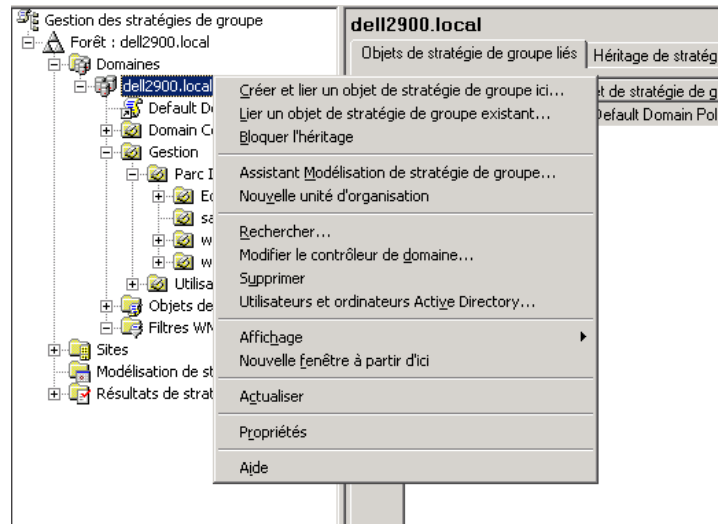 Gestion des stratégies de groupe
Forêt : dell2900.local
Domaines
dell2900.local
Default D
Domain C
Gestion
Parc I
E
sa
w
w
Utilisa
Objets de
Filtres WM
Sites
Modélisation de st
Résultats de strat
dell2900.local
Objets de stratégie de groupe liés
Héritage de stratég
et de stratégie de g
Default Domain Pol
Créer et lier un objet de stratégie de groupe ici...
Lier un objet de stratégie de groupe existant...
Bloquer l'héritage
Assistant Modélisation de stratégie de groupe...
Nouvelle unité d'organisation
Rechercher...
Modifier le contrôleur de domaine...
Supprimer
Utilisateurs et ordinateurs Active Directory...
Affichage
Nouvelle fenêtre à partir d'ici
Actualiser
Propriétés
Aide